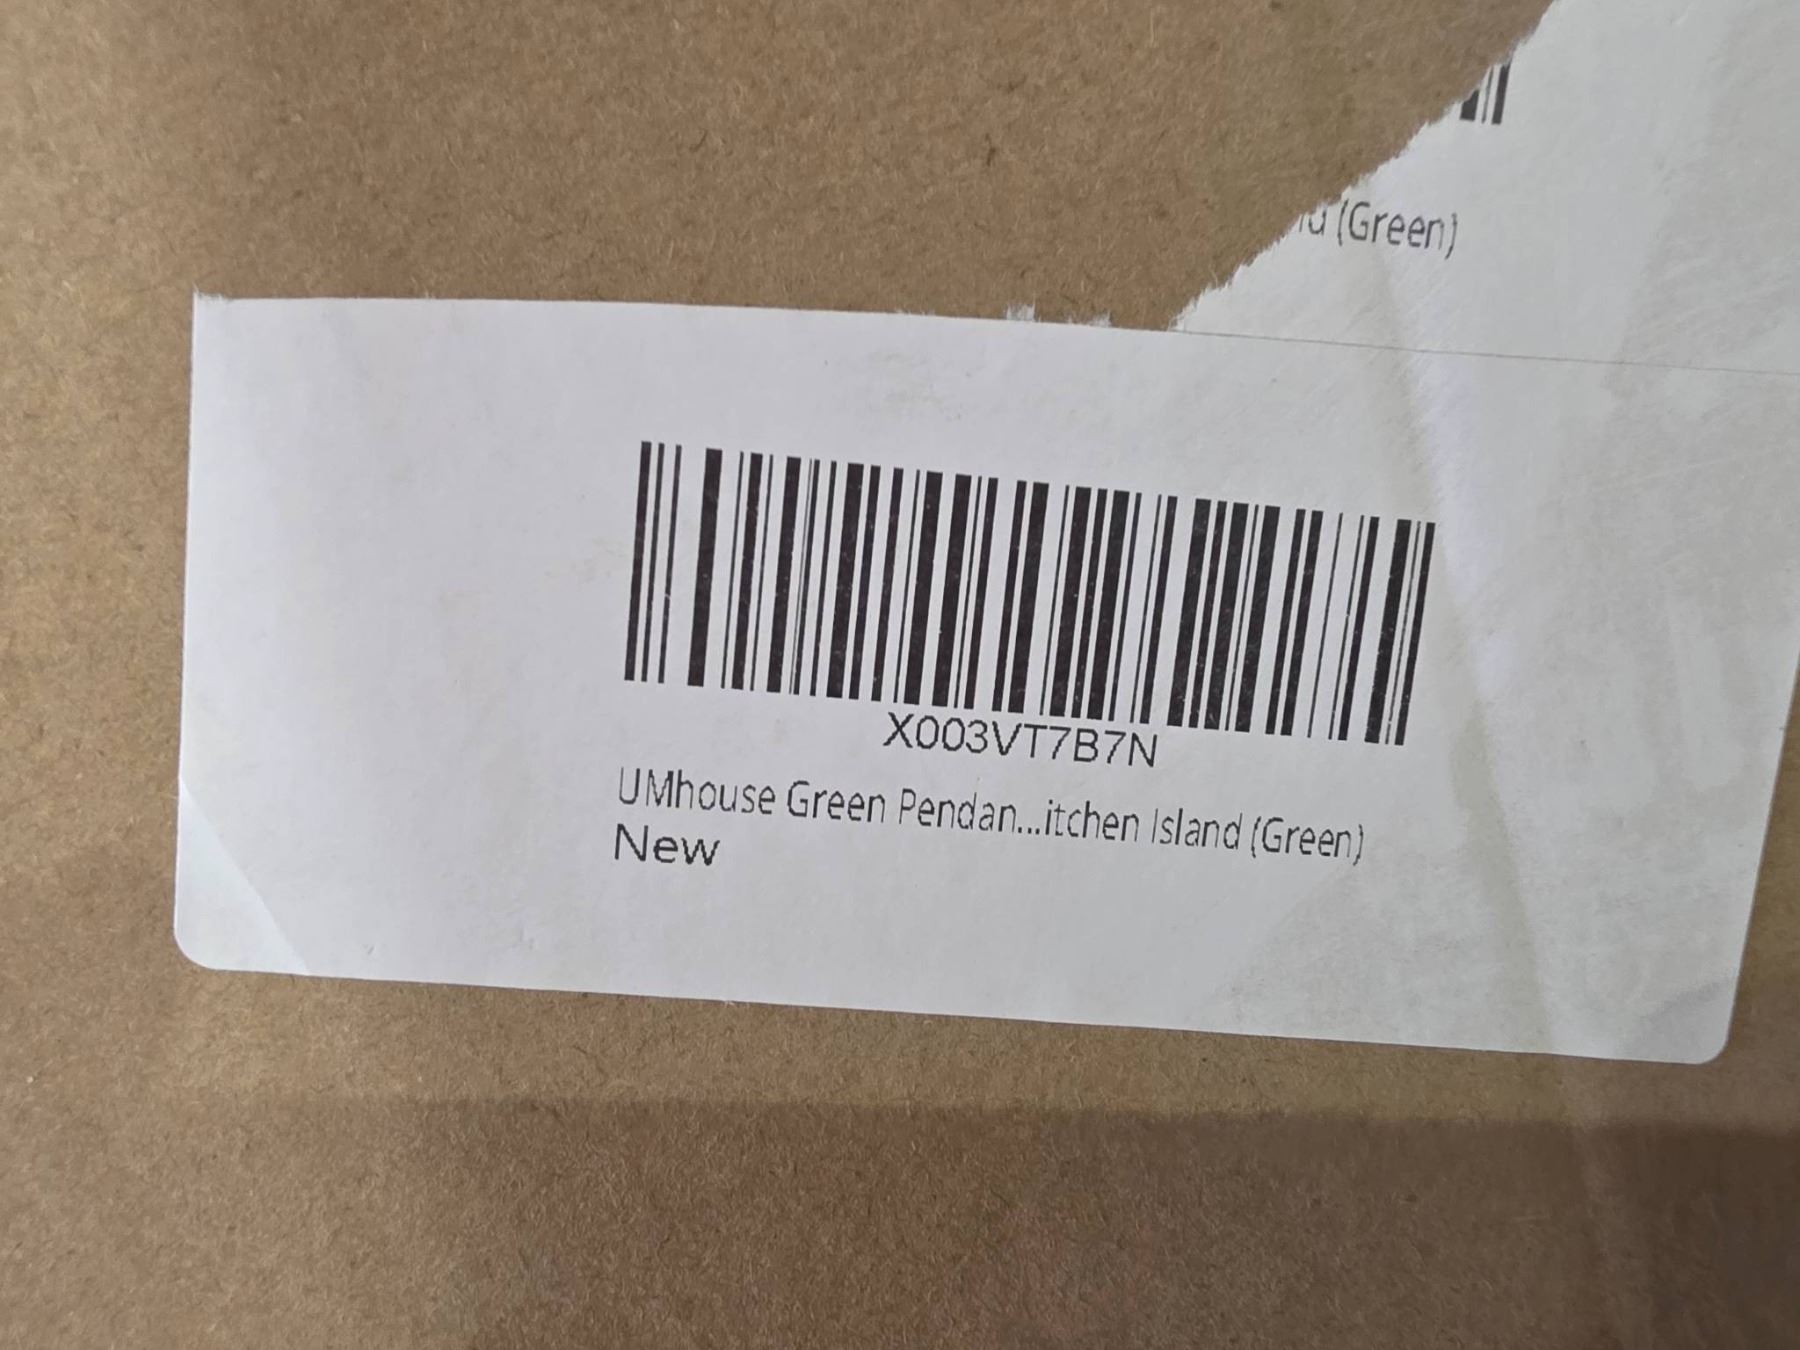 (Green)
X003VT7B7N
UMhouse Green Pendan...itchen Island (Green)
New